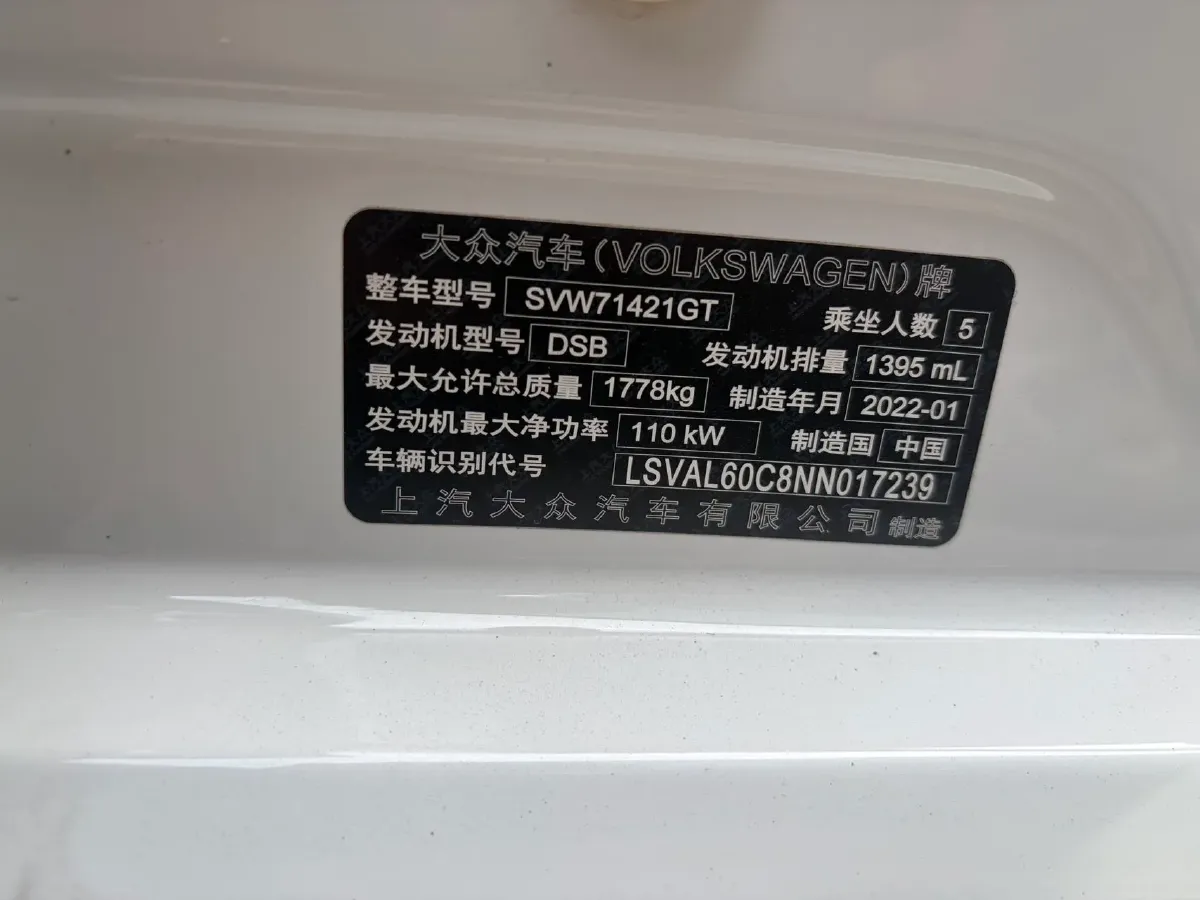 大众汽车(VOLKSWAGEN)牌
整车型号 SVW71421GT 乘坐人数 5
发动机型号 DSB 发动机排量 1395 mL
最大允许总质量 1778kg 制造年月 2022-01
发动机最大净功率 110 kW 制造国 中国
车辆识别代号 LSVAL60C8NN017239
上汽大众汽车有限公司 制造